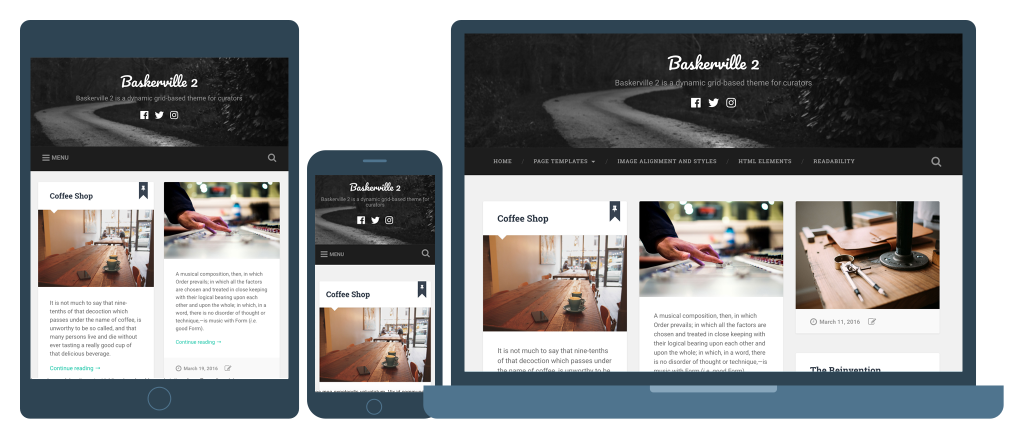 Baskerville 2
Baskerville 2 is a dynamic grid-based theme for curators
MENU
Coffee Shop
It is not much to say that nine-
tenths of that decoction which
passes under the name of coffee, is
unworthy to be so called, and that
many persons live and die without
ever tasting a really good cup of
that delicious beverage.
Continue reading →
A musical composition, then, in which
Order prevails; in which all the factors
are chosen and treated in close keeping
with their logical bearing upon each
other and upon the whole; in which, in a
word, there is no disorder of thought or
technique,—is music with Form (i.e.
good Form).
Continue reading →
March 19, 2016
Baskerville 2
Baskerville 2 is a dynamic grid-based theme for
curators
MENU
Coffee Shop
Baskerville 2
Baskerville 2 is a dynamic grid-based theme for curators
HOME / PAGE TEMPLATES / IMAGE ALIGNMENT AND STYLES / HTML ELEMENTS / READABILITY
Coffee Shop
It is not much to say that nine-tenths
of that decoction which passes under
the name of coffee, is unworthy to be
A musical composition, then, in which
Order prevails; in which all the factors are
chosen and treated in close keeping with
their logical bearing upon each other and
upon the whole; in which, in a word, there
is no disorder of thought or technique,—is
music with Form (i.e. good Form).
March 11, 2016
The Reinvention